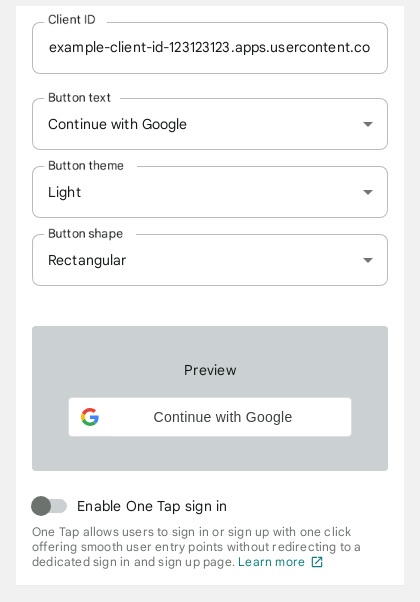 Client ID
example-client-id-123123123.apps.usercontent.co
Button text
Continue with Google
Button theme
Light
Button shape
Rectangular
Preview
Continue with Google
Enable One Tap sign in
One Tap allows users to sign in or sign up with one click
offering smooth user entry points without redirecting to a
dedicated sign in and sign up page. Learn more